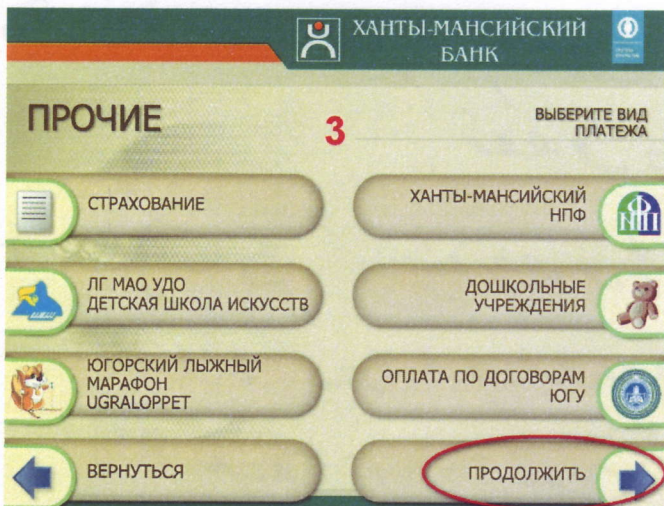 ХАНТЫ-МАНСИЙСКИЙ
БАНК
ПРОЧИЕ
3
ВЫБЕРИТЕ ВИД
ПЛАТЕЖА
СТРАХОВАНИЕ
ХАНТЫ-МАНСИЙСКИЙ
НПФ
ЛГ МАО УДО
ДЕТСКАЯ ШКОЛА ИСКУССТВ
ДОШКОЛЬНЫЕ
УЧРЕЖДЕНИЯ
ЮГОРСКИЙ ЛЫЖНЫЙ
МАРАФОН
UGRALOPPET
ОПЛАТА ПО ДОГОВОРАМ
ЮГУ
ВЕРНУТЬСЯ
ПРОДОЛЖИТЬ